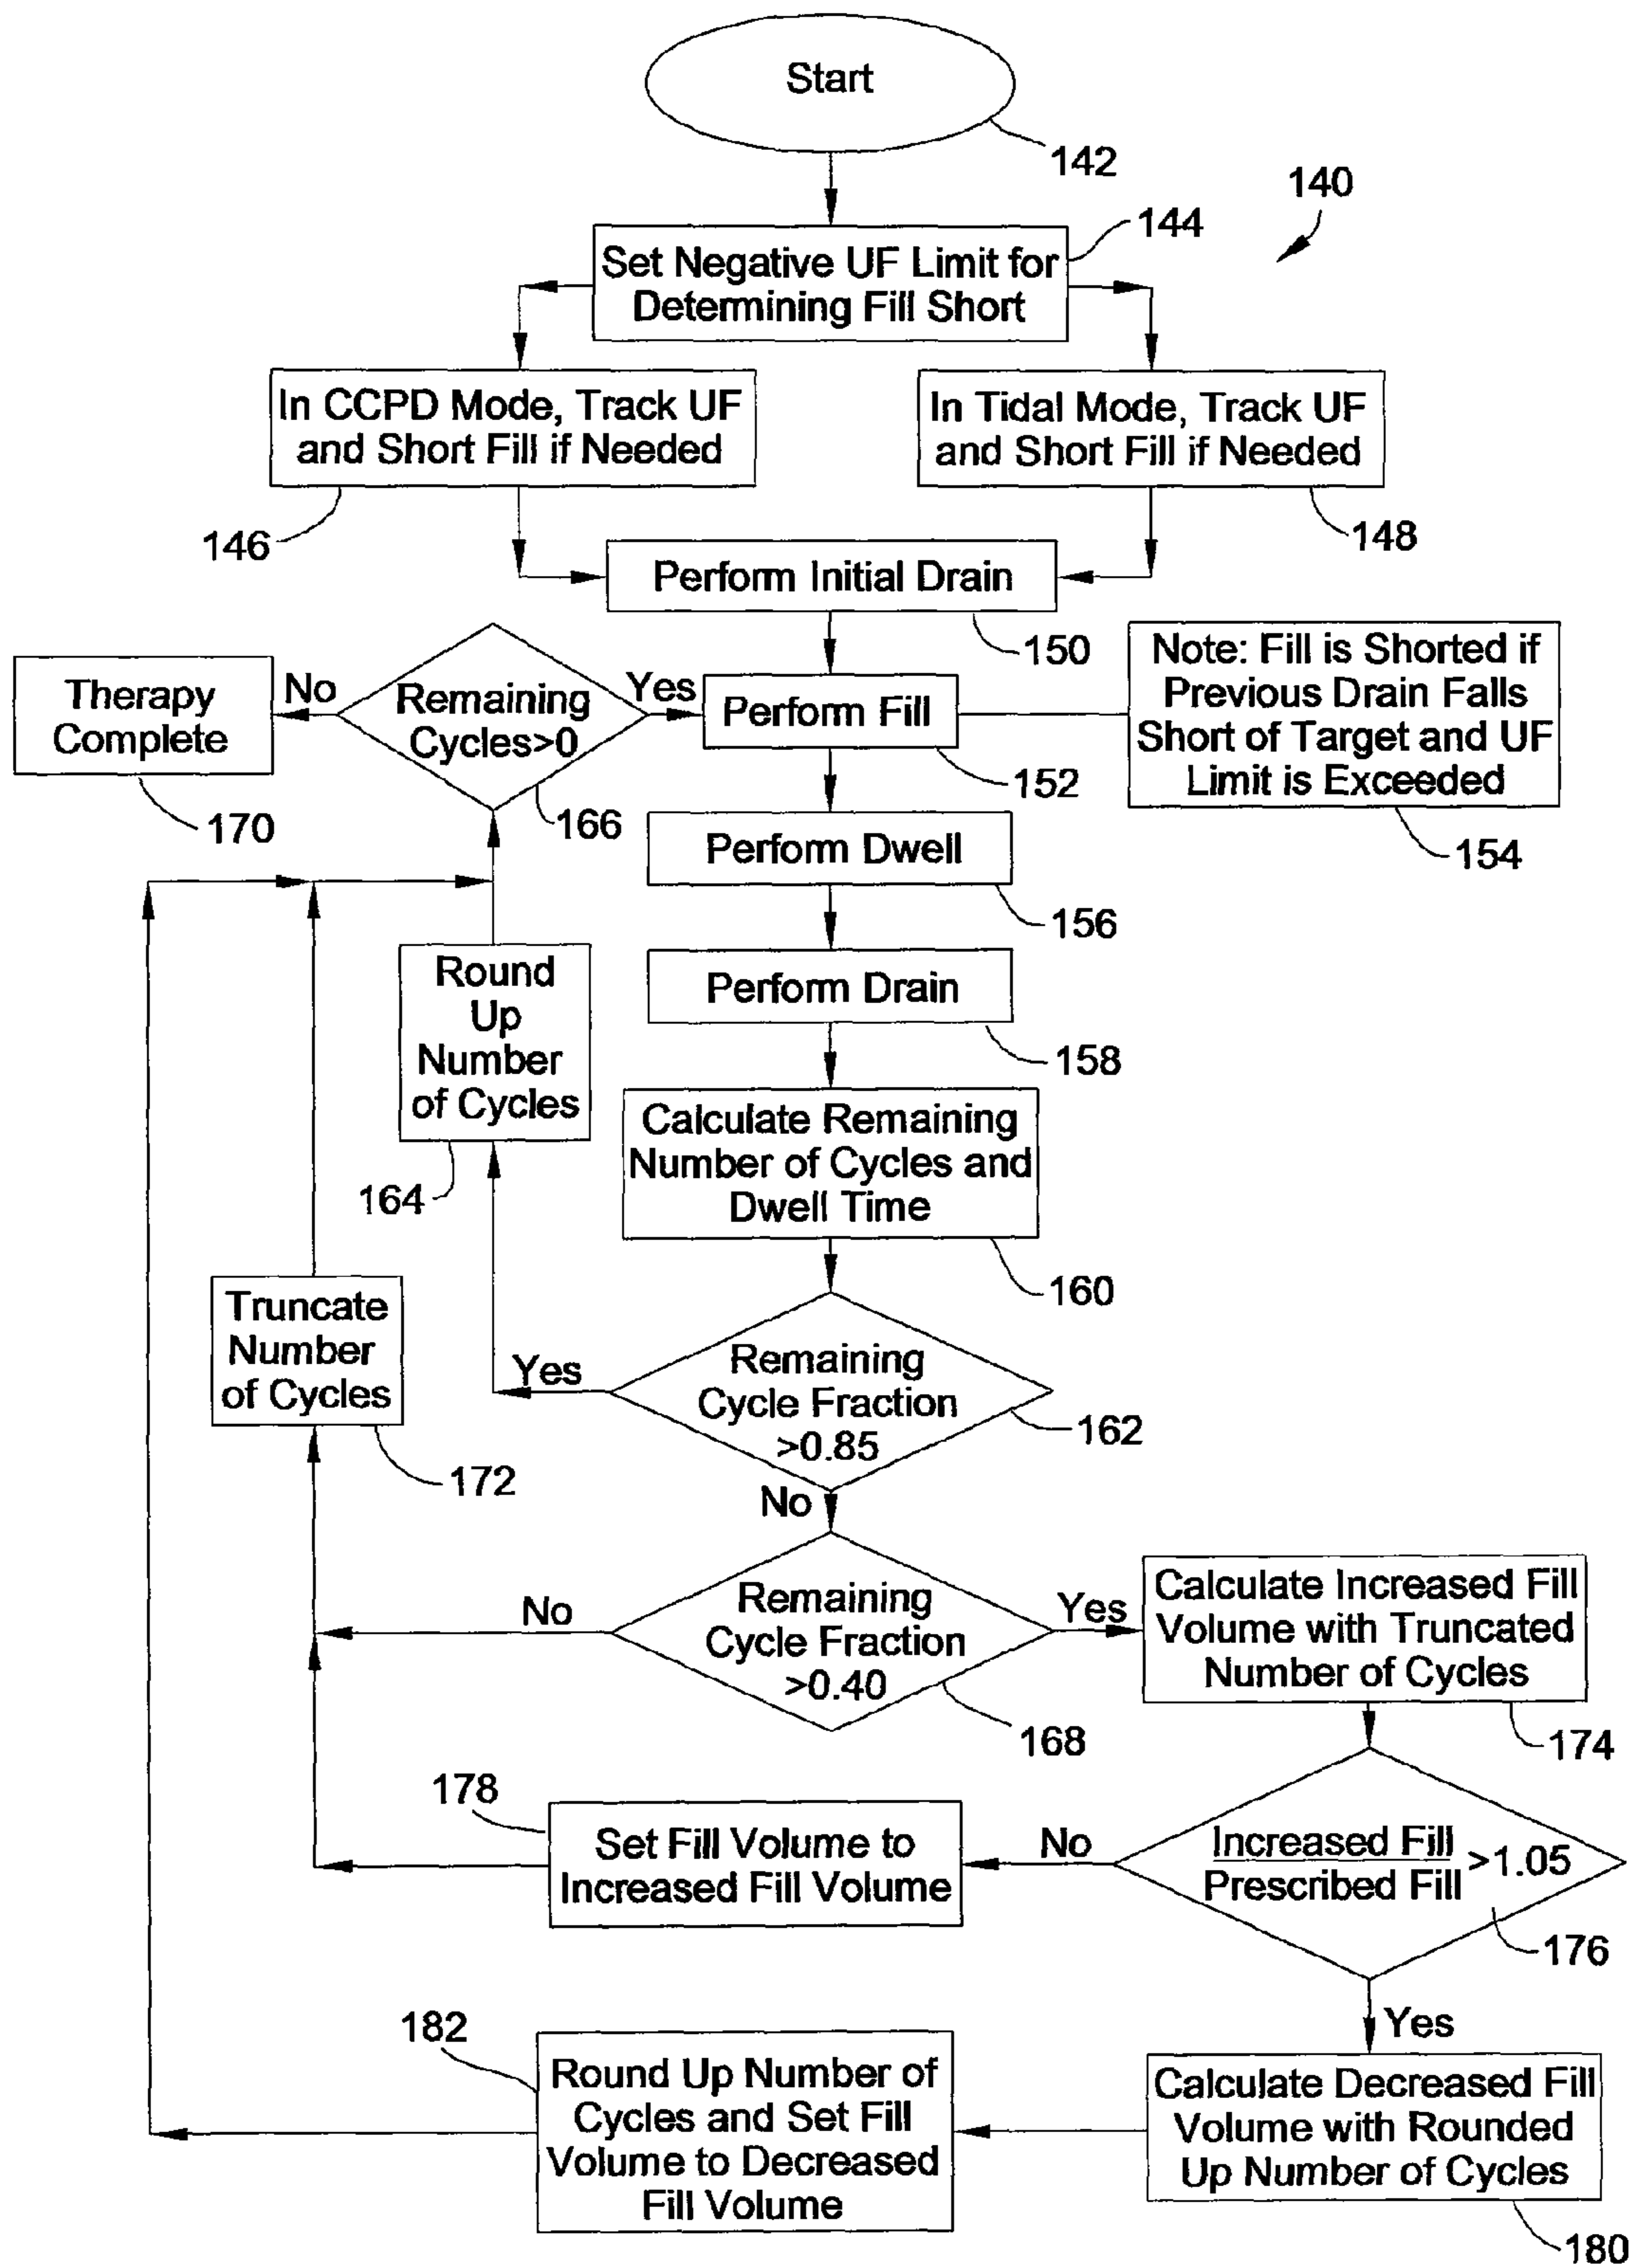 Start
142
140
144
Set Negative UF Limit for
Determining Fill Short
In CCPD Mode, Track UF
and Short Fill if Needed
146
In Tidal Mode, Track UF
and Short Fill if Needed
148
Perform Initial Drain
150
Note: Fill is Shorted if
Previous Drain Falls
Short of Target and UF
Limit is Exceeded
154
Therapy
Complete
170
No
Remaining
Cycles>0
166
Yes
Perform Fill
152
Perform Dwell
156
Round
Up
Number
of Cycles
164
Perform Drain
158
Calculate Remaining
Number of Cycles and
Dwell Time
160
Truncate
Number
of Cycles
172
Yes
Remaining
Cycle Fraction
>0.85
162
No
No
Remaining
Cycle Fraction
>0.40
168
Yes
Calculate Increased Fill
Volume with Truncated
Number of Cycles
174
178
Set Fill Volume to
Increased Fill Volume
No
Increased Fill
Prescribed Fill
>1.05
176
Yes
182
Round Up Number of
Cycles and Set Fill
Volume to Decreased
Fill Volume
Calculate Decreased Fill
Volume with Rounded
Up Number of Cycles
180